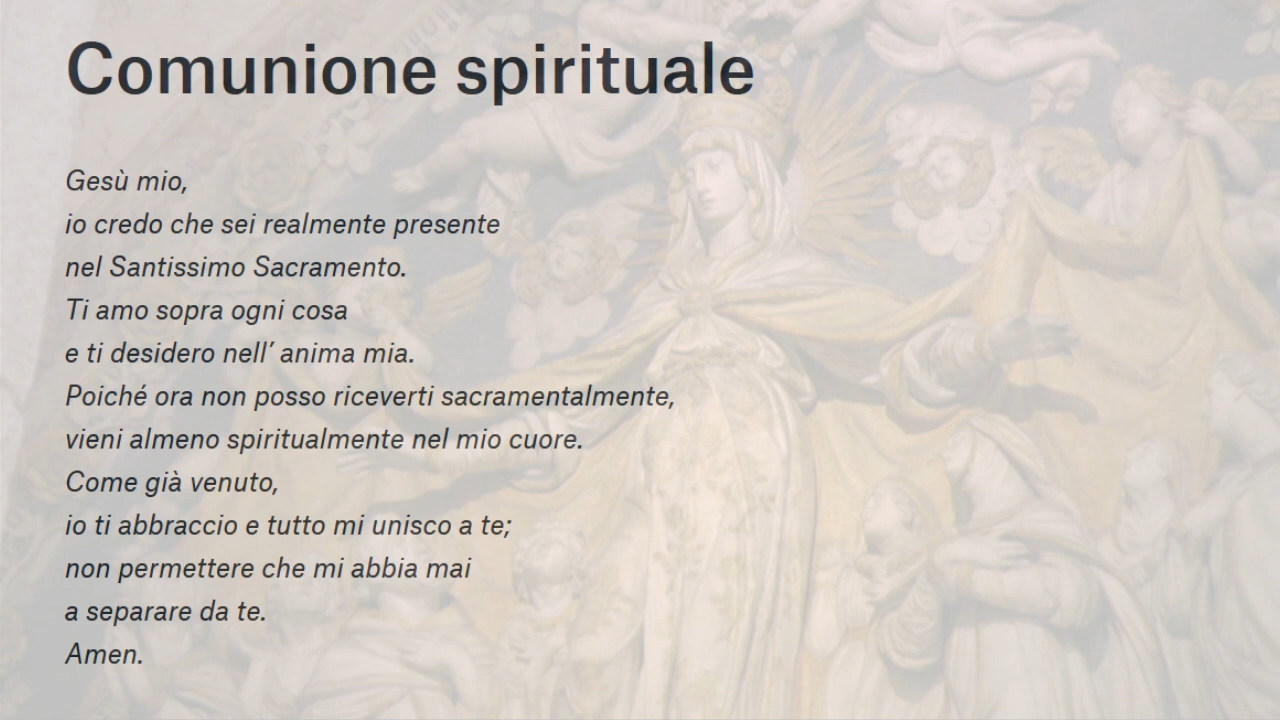 Comunione spirituale
Gesù mio,
io credo che sei realmente presente
nel Santissimo Sacramento.
Ti amo sopra ogni cosa
e ti desidero nell’ anima mia.
Poiché ora non posso riceverti sacramentalmente,
vieni almeno spiritualmente nel mio cuore.
Come già venuto,
io ti abbraccio e tutto mi unisco a te;
non permettere che mi abbia mai
a separare da te.
Amen.